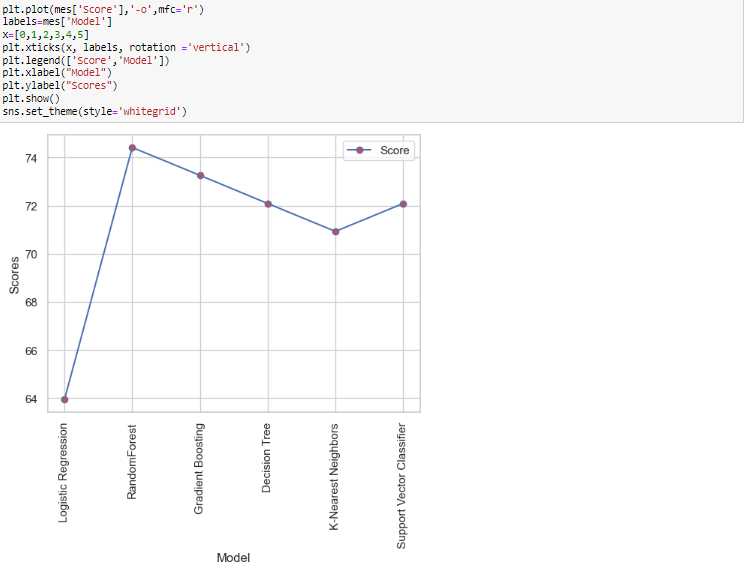 plt.plot(mes['Score'],'-o',mfc='r')
labels=mes['Model']
x=[0,1,2,3,4,5]
plt.xticks(x, labels, rotation ='vertical')
plt.legend(['Score','Model'])
plt.xlabel("Model")
plt.ylabel("Scores")
plt.show()
sns.set_theme(style='whitegrid')
Score
74
72
70
68
66
64
Scores
Logistic Regression
RandomForest
Gradient Boosting
Decision Tree
K-Nearest Neighbors
Support Vector Classifier
Model